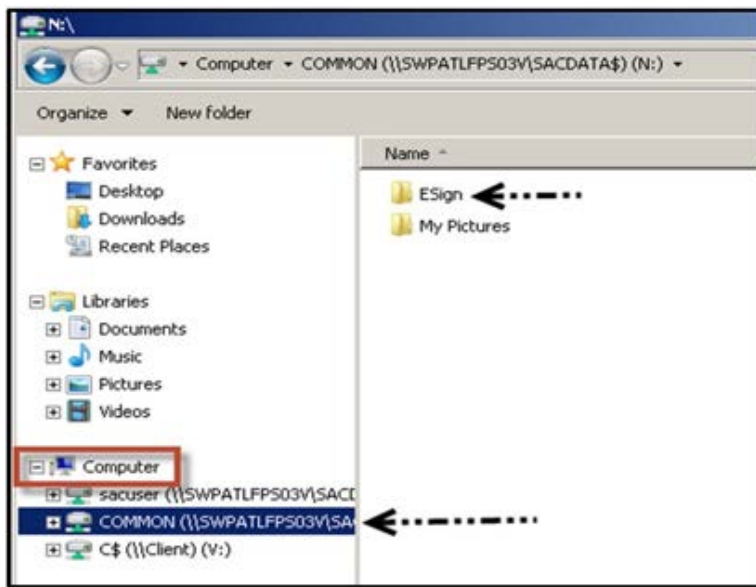 N:\
Computer COMMON (\\SWPATLFPS03V\SACDATA$) (N:)
Organize New folder
Favorites
Desktop
Downloads
Recent Places
Libraries
Documents
Music
Pictures
Videos
Computer
sacuser (\\SWPATLFPS03V\SACD
COMMON (\\SWPATLFPS03V\SA
C$ (\\Client) (V:)
Name
ESign
My Pictures